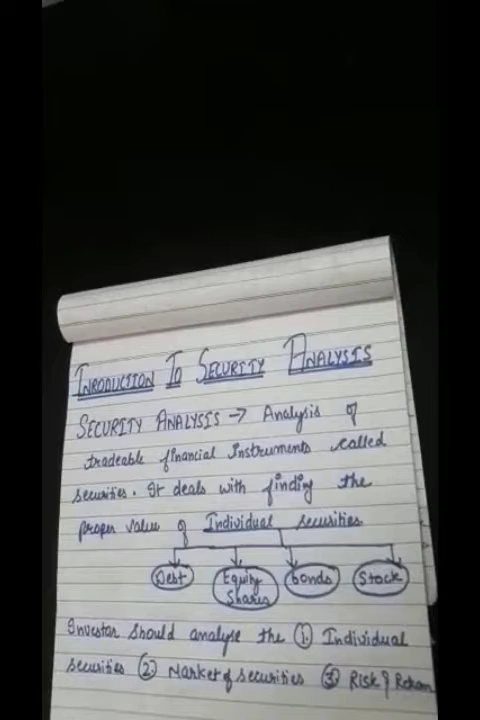 INRODUCTION TO SECURITY ANALYSIS
SECURITY ANALYSIS → Analysis of
tradeable financial Instruments called
securities. It deals with finding the
proper value of Individual securities
Debt Equity Shares bonds Stock
Investor should analyse the ① Individual
securities ② Market of securities ③ Risk & Return